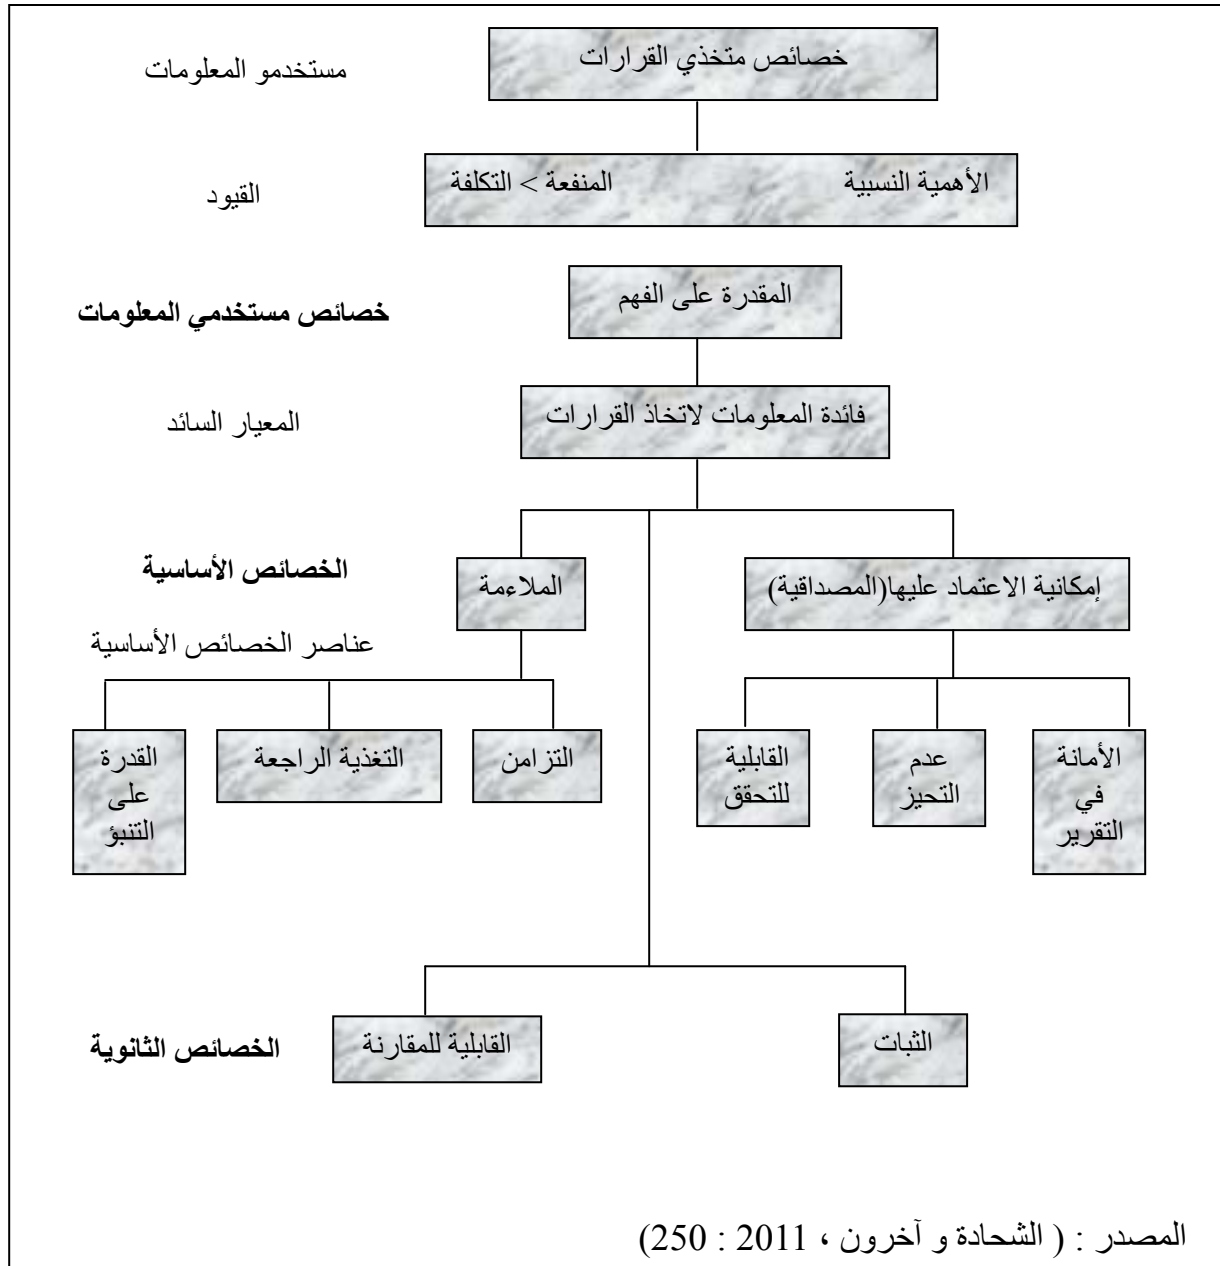 خصائص متخذي القرارات
مستخدمو المعلومات
الأهمية النسبية المنفعة > التكلفة
القيود
المقدرة على الفهم
خصائص مستخدمي المعلومات
فائدة المعلومات لاتخاذ القرارات
المعيار السائد
إمكانية الاعتماد عليها(المصداقية)
الملاءمة
الخصائص الأساسية
عناصر الخصائص الأساسية
الأمانة
في
التقرير
عدم
التحيز
القابلية
للتحقق
التزامن
التغذية الراجعة
القدرة
على
التنبؤ
الثبات
القابلية للمقارنة
الخصائص الثانوية
المصدر : ( الشحادة و آخرون ، 2011 : 250)